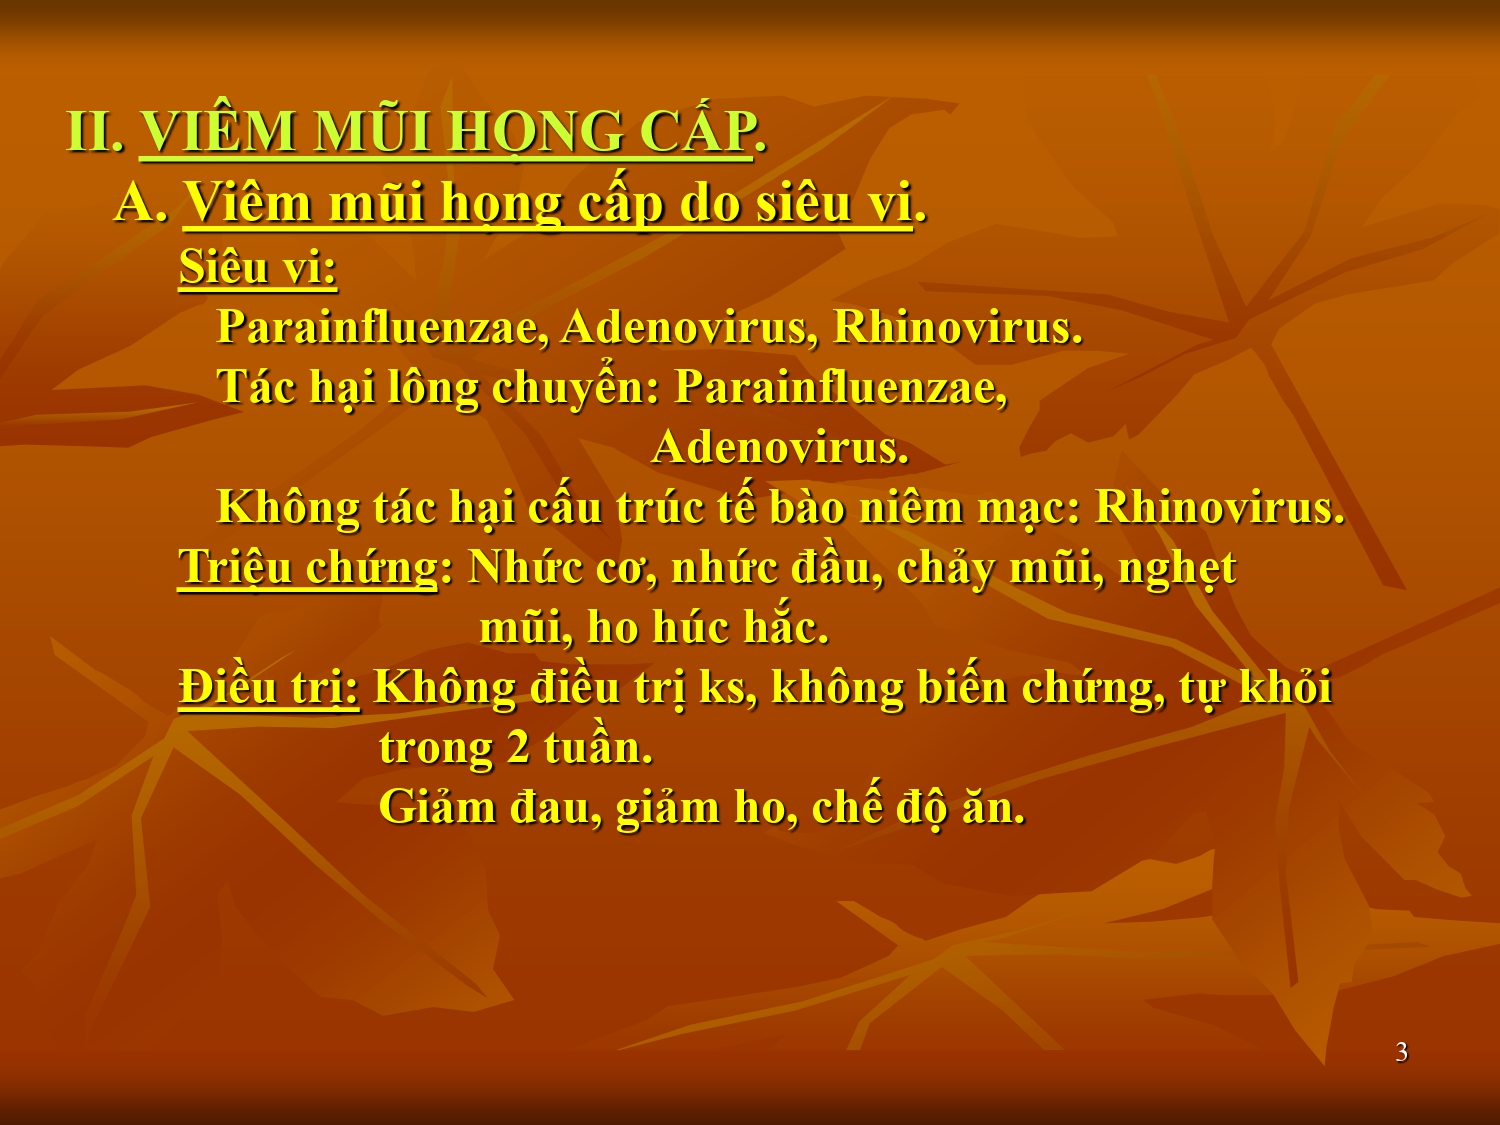 II. VIÊM MŨI HỌNG CẤP.
A. Viêm mũi họng cấp do siêu vi.
Siêu vi:
Parainfluenzae, Adenovirus, Rhinovirus.
Tác hại lông chuyển: Parainfluenzae,
Adenovirus.
Không tác hại cấu trúc tế bào niêm mạc: Rhinovirus.
Triệu chứng: Nhức cơ, nhức đầu, chảy mũi, nghẹt
mũi, ho húc hắc.
Điều trị: Không điều trị ks, không biến chứng, tự khỏi
trong 2 tuần.
Giảm đau, giảm ho, chế độ ăn.
3